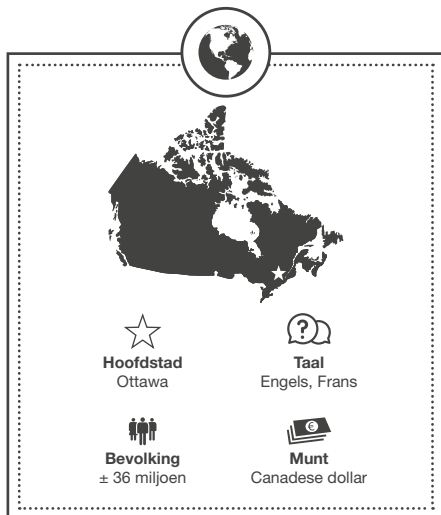 Hoofdstad
Ottawa
Taal
Engels, Frans
Bevolking
± 36 miljoen
Munt
Canadese dollar